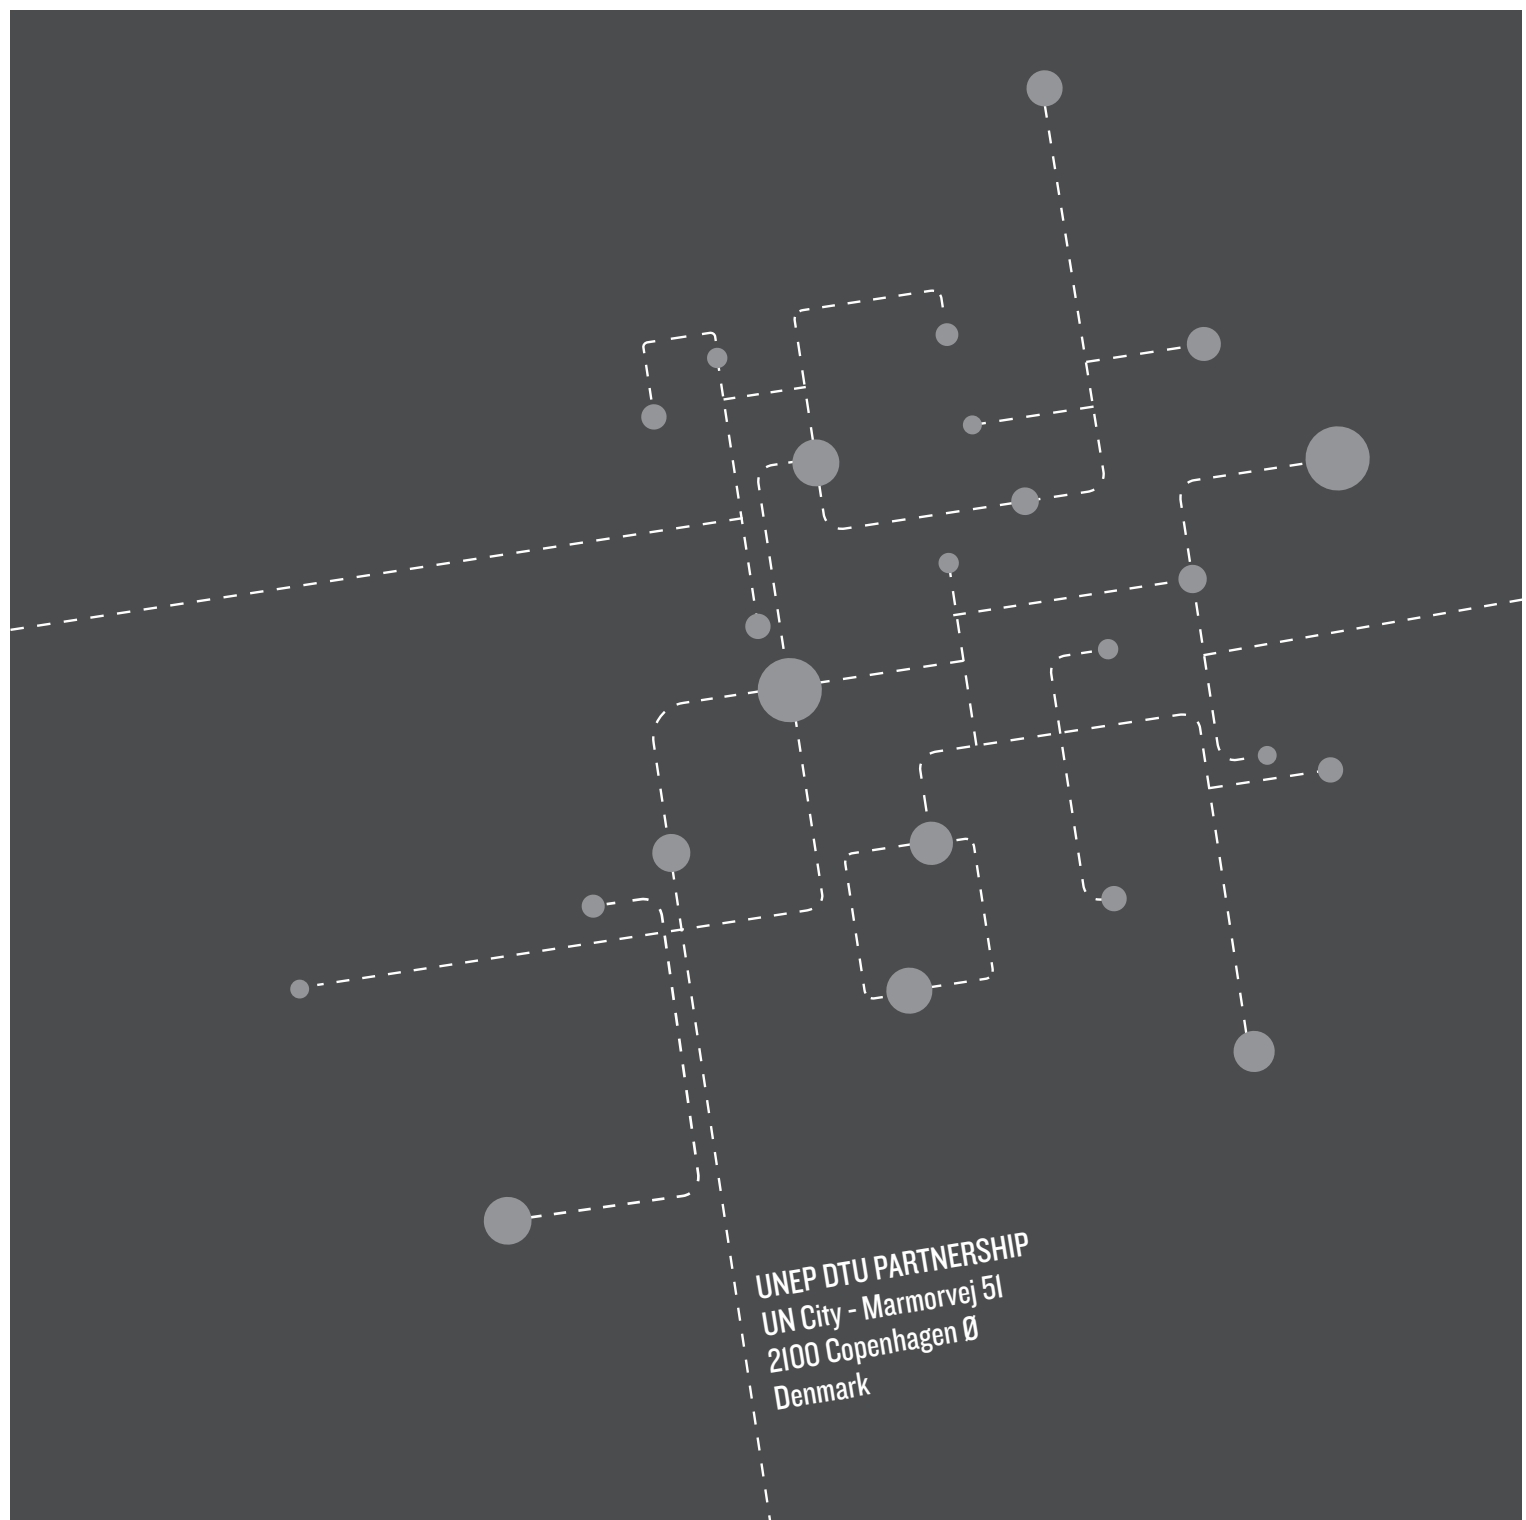 UNEP DTU PARTNERSHIP
UN City - Marmorvej 51
2100 Copenhagen Ø
Denmark